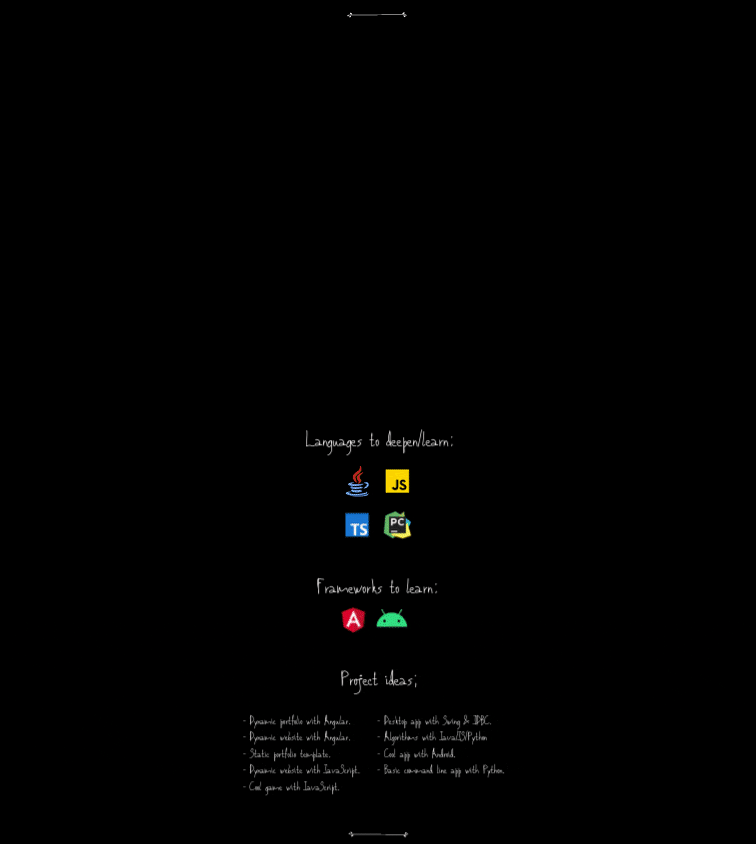 Languages to deepen/learn:
JS
TS
PC
Frameworks to learn:
A
Project ideas:
- Dynamic portfolio with Angular.
- Dynamic website with Angular.
- Static portfolio template.
- Dynamic website with JavaScript.
- Cool game with JavaScript.
- Desktop app with Swing & JDBC.
- Algorithms with Java/JS/Python
- Cool app with Android.
- Basic command line app with Python.